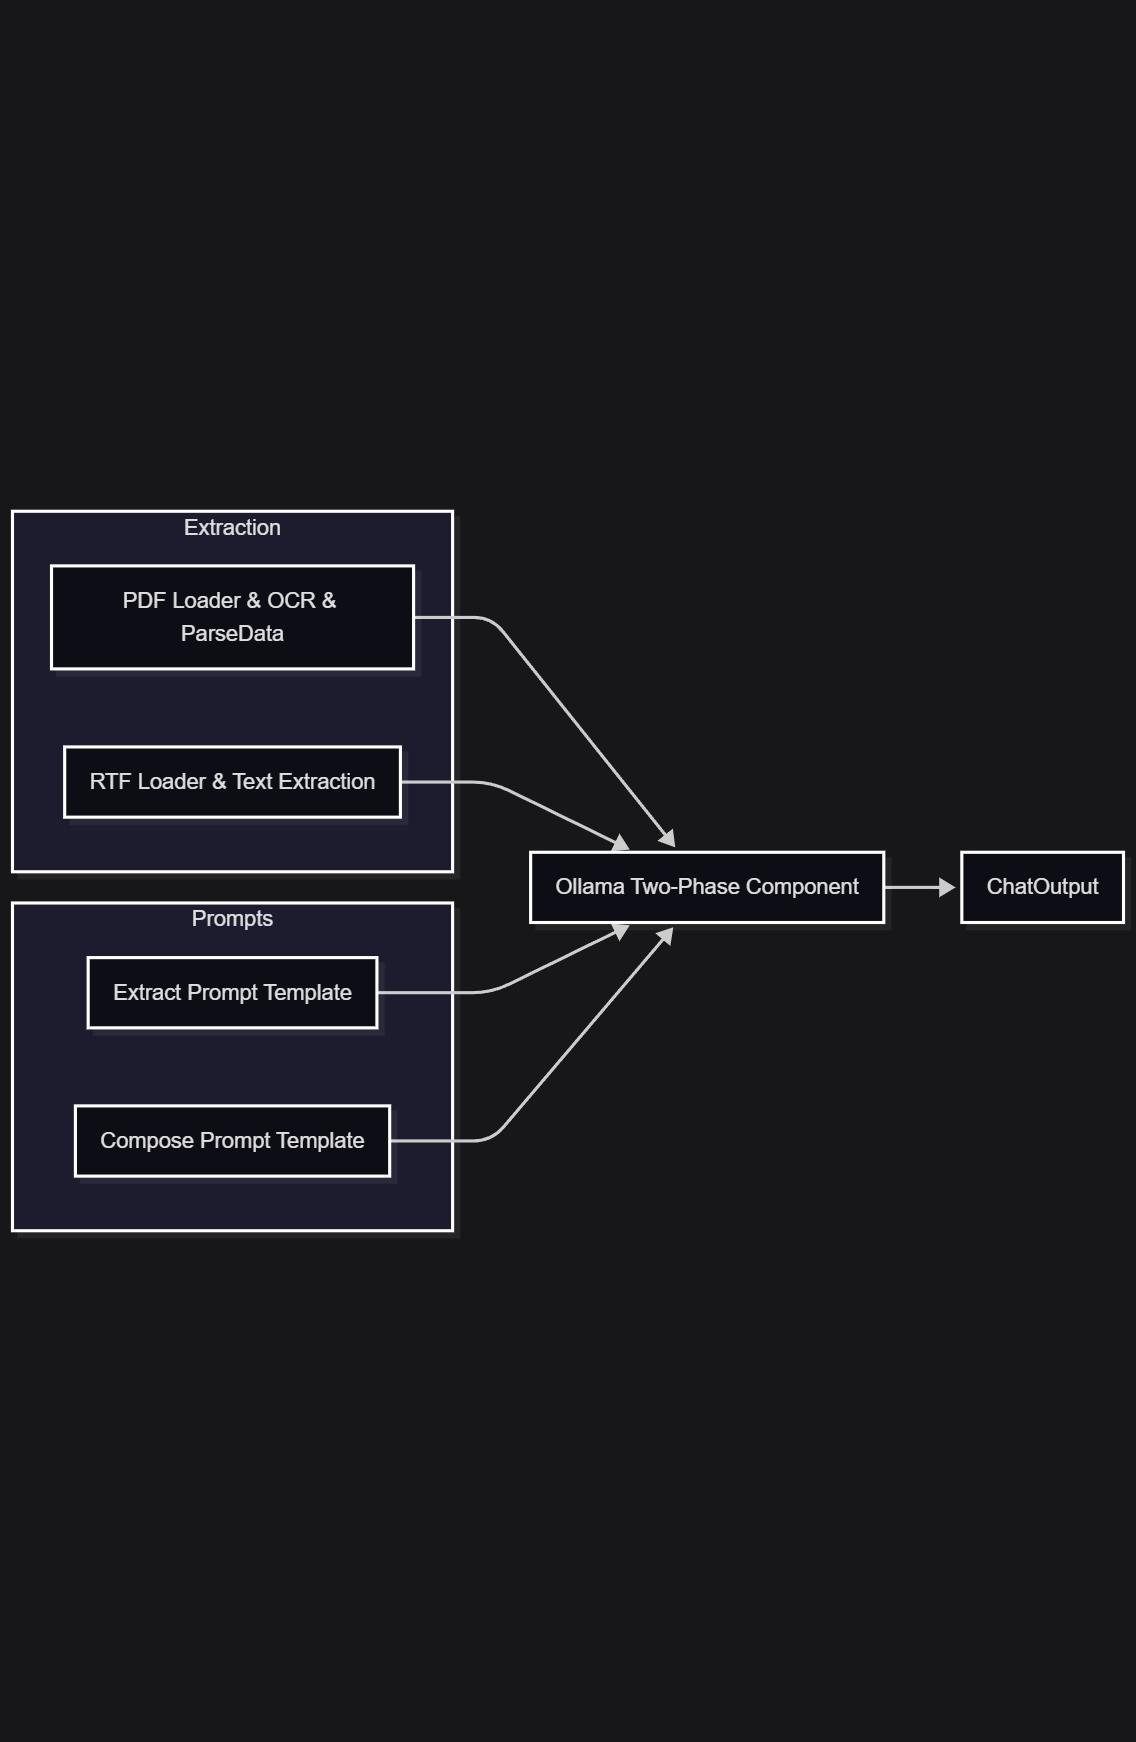 Extraction
PDF Loader & OCR &
ParseData
RTF Loader & Text Extraction
Prompts
Extract Prompt Template
Compose Prompt Template
Ollama Two-Phase Component
ChatOutput